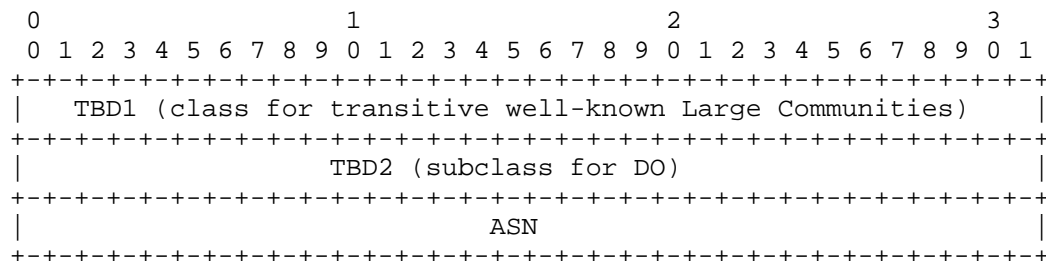 0                   1                   2                   3
 0 1 2 3 4 5 6 7 8 9 0 1 2 3 4 5 6 7 8 9 0 1 2 3 4 5 6 7 8 9 0 1
+-+-+-+-+-+-+-+-+-+-+-+-+-+-+-+-+-+-+-+-+-+-+-+-+-+-+-+-+-+-+-+-+
|   TBD1 (class for transitive well-known Large Communities)    |
+-+-+-+-+-+-+-+-+-+-+-+-+-+-+-+-+-+-+-+-+-+-+-+-+-+-+-+-+-+-+-+-+
|                   TBD2 (subclass for DO)                      |
+-+-+-+-+-+-+-+-+-+-+-+-+-+-+-+-+-+-+-+-+-+-+-+-+-+-+-+-+-+-+-+-+
|                             ASN                               |
+-+-+-+-+-+-+-+-+-+-+-+-+-+-+-+-+-+-+-+-+-+-+-+-+-+-+-+-+-+-+-+-+